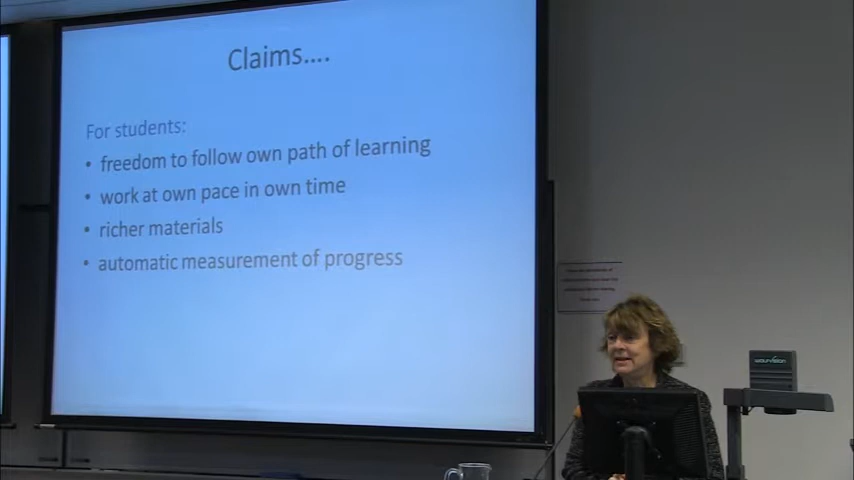 Claims....
For students:
• freedom to follow own path of learning
• work at own pace in own time
• richer materials
• automatic measurement of progress
wolfvision